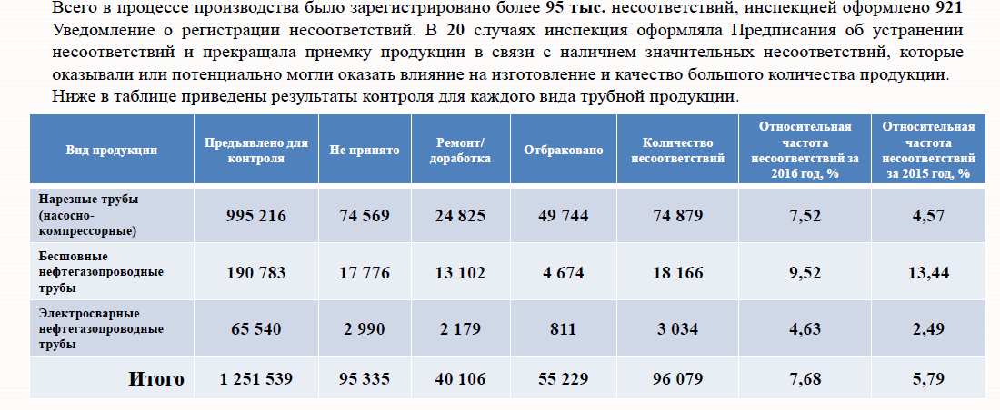 Всего в процессе производства было зарегистрировано более 95 тыс. несоответствий, инспекцией оформлено 921
Уведомление о регистрации несоответствий. В 20 случаях инспекция оформляла Предписания об устранении
несоответствий и прекращала приемку продукции в связи с наличием значительных несоответствий, которые
оказывали или потенциально могли оказать влияние на изготовление и качество большого количества продукции.
Ниже в таблице приведены результаты контроля для каждого вида трубной продукции.
Вид продукции
Предъявлено для
контроля
Не принято
Ремонт/
доработка
Отбраковано
Количество
несоответствий
Относительная
частота
несоответствий за
2016 год, %
Относительная
частота
несоответствий
за 2015 год, %
Нарезные трубы
(насосно-
компрессорные)
995 216
74 569
24 825
49 744
74 879
7,52
4,57
Бесшовные
нефтегазопроводные
трубы
190 783
17 776
13 102
4 674
18 166
9,52
13,44
Электросварные
нефтегазопроводные
трубы
65 540
2 990
2 179
811
3 034
4,63
2,49
Итого
1 251 539
95 335
40 106
55 229
96 079
7,68
5,79